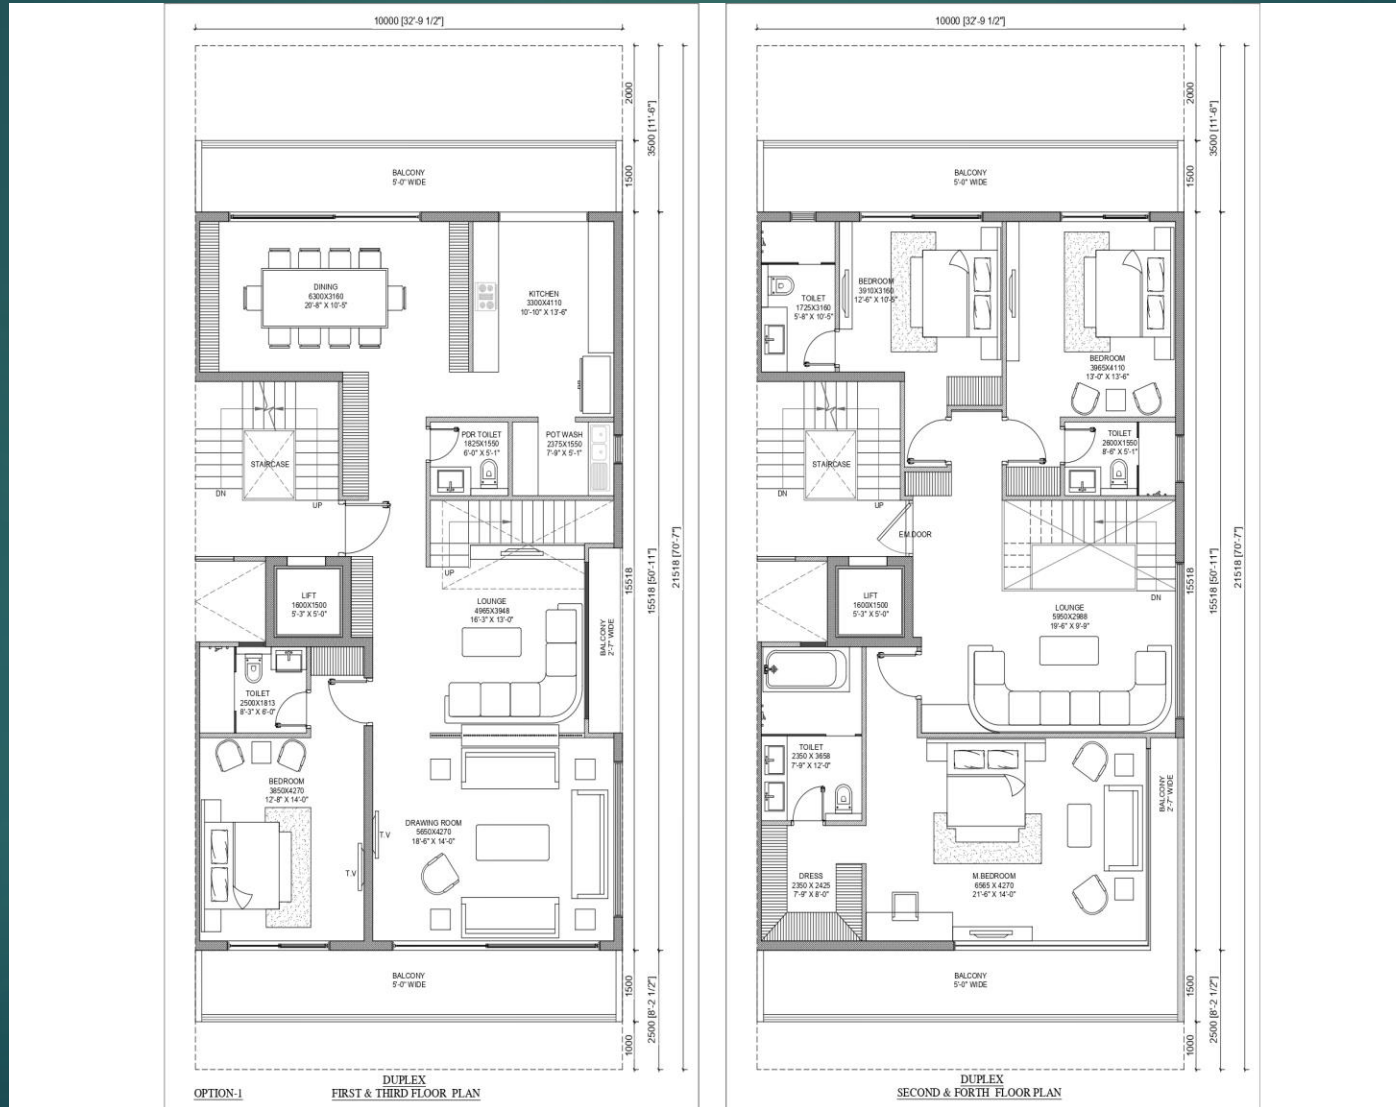 10000 [32'-9 1/2"]
2000
3500 [11'-6"]
1500
BALCONY
5'-0" WIDE
DINING
6300X3160
20'-8" X 10'-5"
KITCHEN
3300X4110
10'-10" X 13'-6"
PDR TOILET
1825X1550
6'-0" X 5'-1"
POT WASH
2375X1550
7'-9" X 5'-1"
STAIRCASE
DN
UP
UP
LIFT
1600X1500
5'-3" X 5'-0"
LOUNGE
4965X3948
16'-3" X 13'-0"
BALCONY
2'-7" WIDE
15518
15518 [50'-11"]
21518 [70'-7"]
TOILET
2500X1813
8'-3" X 6'-0"
BEDROOM
3850X4270
12'-8" X 14'-0"
T.V
T.V
DRAWING ROOM
5650X4270
18'-6" X 14'-0"
BALCONY
5'-0" WIDE
1500
2500 [8'-2 1/2"]
1000
OPTION-1
DUPLEX
FIRST & THIRD FLOOR PLAN
10000 [32'-9 1/2"]
2000
3500 [11'-6"]
1500
BALCONY
5'-0" WIDE
TOILET
1725X3160
5'-8" X 10'-5"
BEDROOM
3910X3160
12'-6" X 10'-5"
BEDROOM
3965X4110
13'-0" X 13'-6"
TOILET
2600X1550
8'-6" X 5'-1"
STAIRCASE
DN
UP
EM.DOOR
DN
LIFT
1600X1500
5'-3" X 5'-0"
LOUNGE
5950X2988
19'-6" X 9'-9"
15518
15518 [50'-11"]
21518 [70'-7"]
TOILET
2350 X 3658
7'-9" X 12'-0"
BALCONY
2'-7" WIDE
DRESS
2350 X 2425
7'-9" X 8'-0"
M.BEDROOM
6565 X 4270
21'-6" X 14'-0"
BALCONY
5'-0" WIDE
1500
2500 [8'-2 1/2"]
1000
DUPLEX
SECOND & FORTH FLOOR PLAN